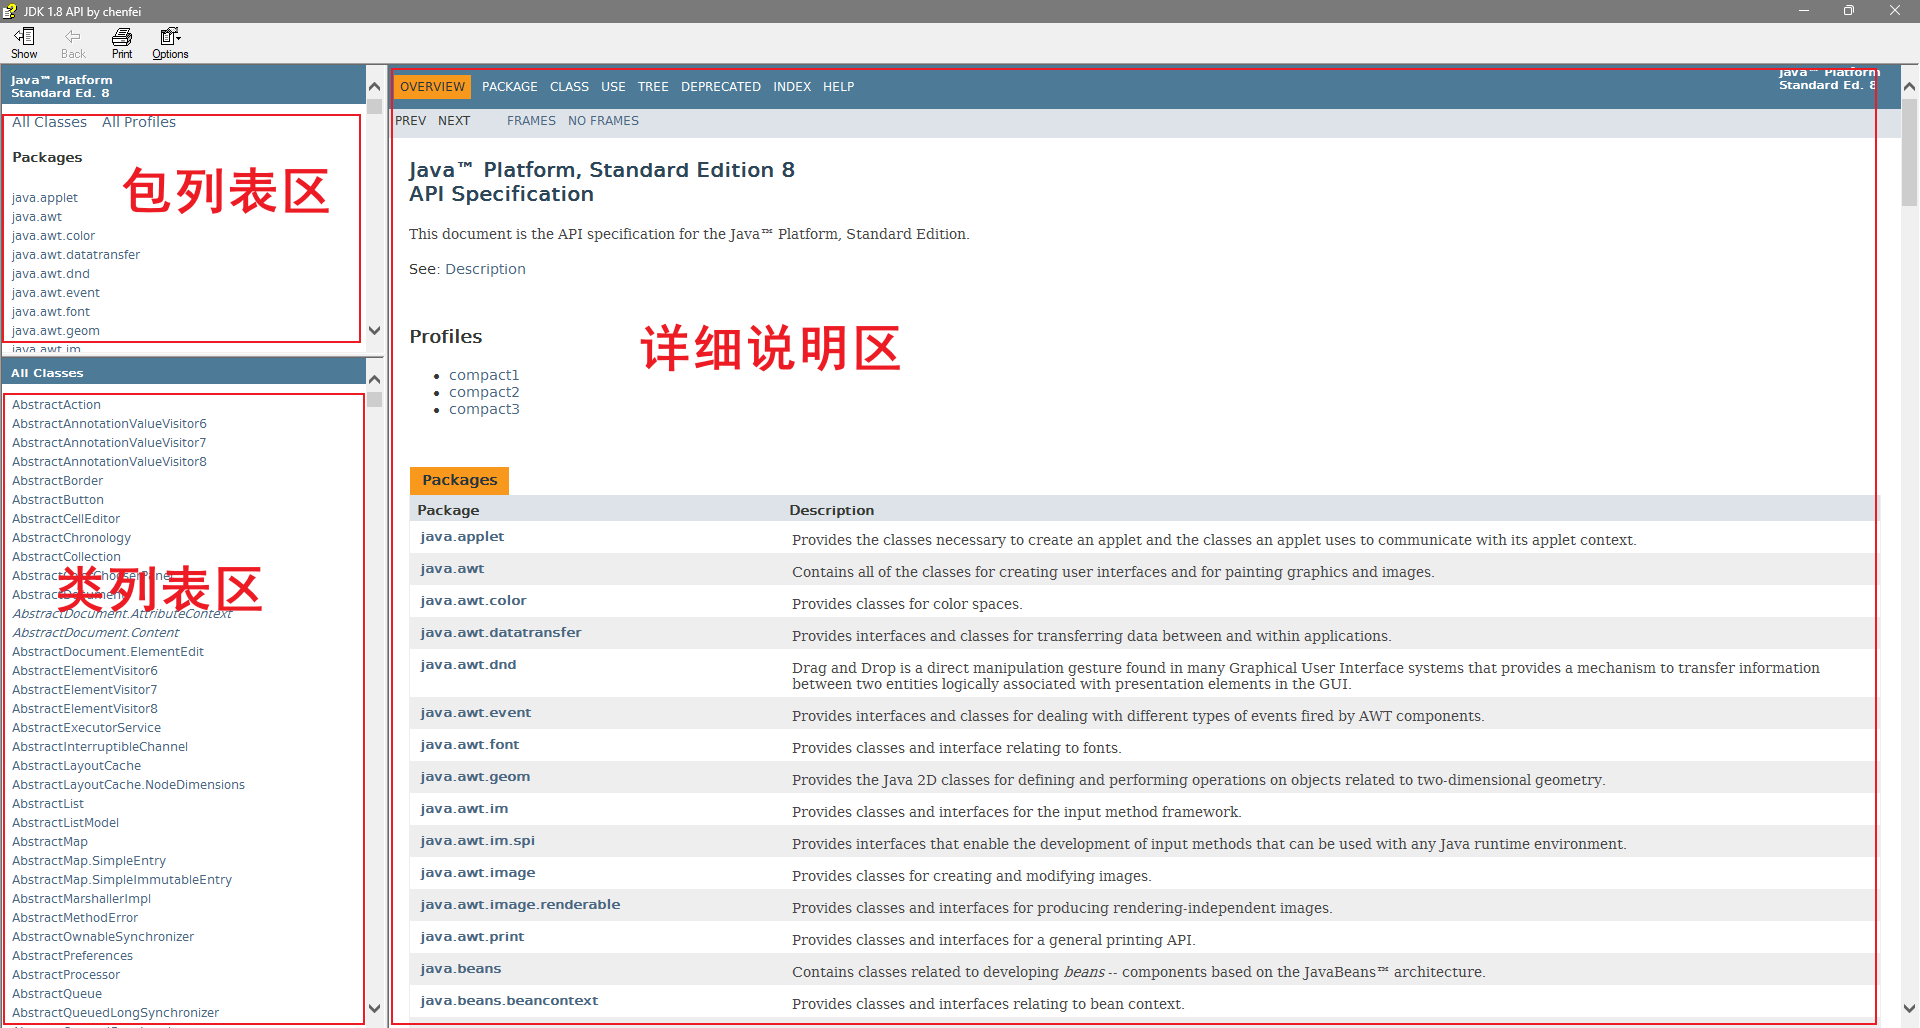 JDK 1.8 API by chenfei
Show Back Print Options
Java™ Platform
Standard Ed. 8
All Classes All Profiles
Packages
包列表区
java.applet
java.awt
java.awt.color
java.awt.datatransfer
java.awt.dnd
java.awt.event
java.awt.font
java.awt.geom
java.awt.im
All Classes
AbstractAction
AbstractAnnotationValueVisitor6
AbstractAnnotationValueVisitor7
AbstractAnnotationValueVisitor8
AbstractBorder
AbstractButton
AbstractCellEditor
AbstractChronology
AbstractCollection
AbstractColorChooserPanel
AbstractDocument
类列表区
AbstractDocument.AttributeContext
AbstractDocument.Content
AbstractDocument.ElementEdit
AbstractElementVisitor6
AbstractElementVisitor7
AbstractElementVisitor8
AbstractExecutorService
AbstractInterruptibleChannel
AbstractLayoutCache
AbstractLayoutCache.NodeDimensions
AbstractList
AbstractListModel
AbstractMap
AbstractMap.SimpleEntry
AbstractMap.SimpleImmutableEntry
AbstractMarshallerImpl
AbstractMethodError
AbstractOwnableSynchronizer
AbstractPreferences
AbstractProcessor
AbstractQueue
AbstractQueuedLongSynchronizer
OVERVIEW PACKAGE CLASS USE TREE DEPRECATED INDEX HELP
Java™ Platform
Standard Ed. 8
PREV NEXT FRAMES NO FRAMES
Java™ Platform, Standard Edition 8
API Specification
This document is the API specification for the Java™ Platform, Standard Edition.
See: Description
Profiles
详细说明区
compact1
compact2
compact3
Packages
Package Description
java.applet Provides the classes necessary to create an applet and the classes an applet uses to communicate with its applet context.
java.awt Contains all of the classes for creating user interfaces and for painting graphics and images.
java.awt.color Provides classes for color spaces.
java.awt.datatransfer Provides interfaces and classes for transferring data between and within applications.
java.awt.dnd Drag and Drop is a direct manipulation gesture found in many Graphical User Interface systems that provides a mechanism to transfer information
between two entities logically associated with presentation elements in the GUI.
java.awt.event Provides interfaces and classes for dealing with different types of events fired by AWT components.
java.awt.font Provides classes and interface relating to fonts.
java.awt.geom Provides the Java 2D classes for defining and performing operations on objects related to two-dimensional geometry.
java.awt.im Provides classes and interfaces for the input method framework.
java.awt.im.spi Provides interfaces that enable the development of input methods that can be used with any Java runtime environment.
java.awt.image Provides classes for creating and modifying images.
java.awt.image.renderable Provides classes and interfaces for producing rendering-independent images.
java.awt.print Provides classes and interfaces for a general printing API.
java.beans Contains classes related to developing beans -- components based on the JavaBeans™ architecture.
java.beans.beancontext Provides classes and interfaces relating to bean context.